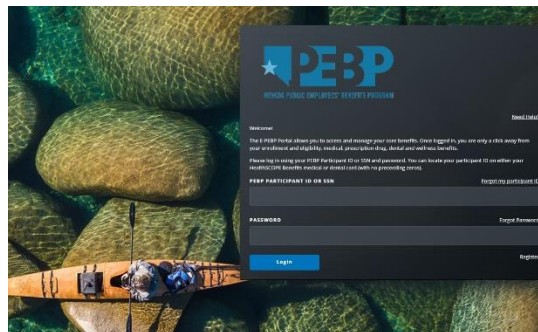 PEBP
NEVADA PUBLIC EMPLOYEES' BENEFITS PROGRAM
Need Help?
Welcome!
The E-PEBP Portal allows you to access and manage your core benefits. Once logged in, you are only a click away from
your enrollment and eligibility, medical, prescription drug, dental and wellness benefits.
Please log in using your PEBP Participant ID or SSN and password. You can locate your participant ID on either your
HealthSCOPE Benefits medical or dental card (with no preceding zeros).
PEBP PARTICIPANT ID OR SSN
Forgot my participant ID
PASSWORD
Forgot Password
Login
Register